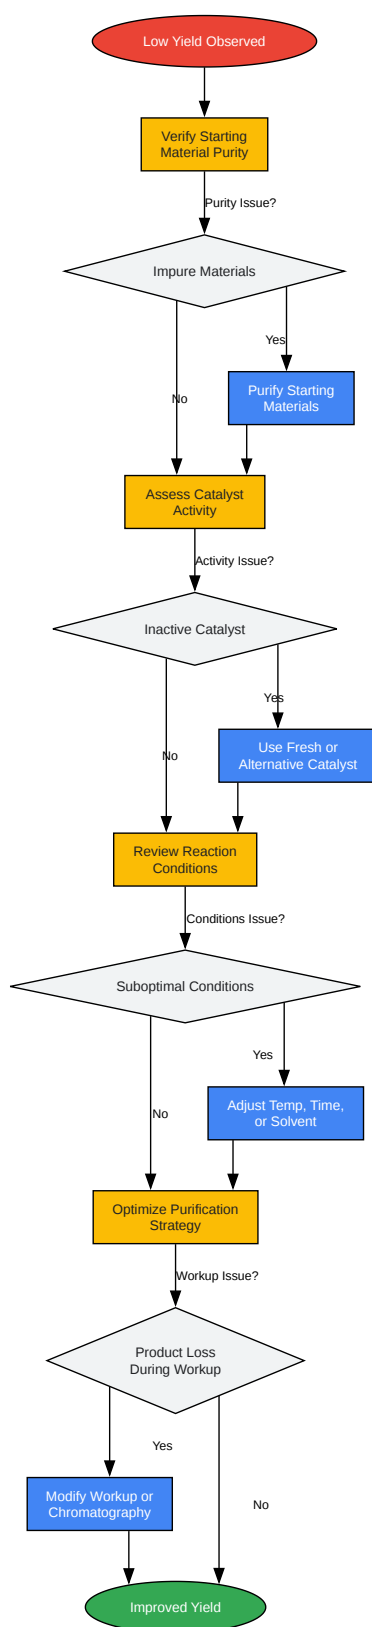 Low Yield Observed
Verify Starting
Material Purity
Purity Issue?
Impure Materials
Yes
Purify Starting
Materials
No
Assess Catalyst
Activity
Activity Issue?
Inactive Catalyst
Yes
Use Fresh or
Alternative Catalyst
No
Review Reaction
Conditions
Conditions Issue?
Suboptimal Conditions
Yes
Adjust Temp, Time,
or Solvent
No
Optimize Purification
Strategy
Workup Issue?
Product Loss
During Workup
Yes
Modify Workup or
Chromatography
No
Improved Yield